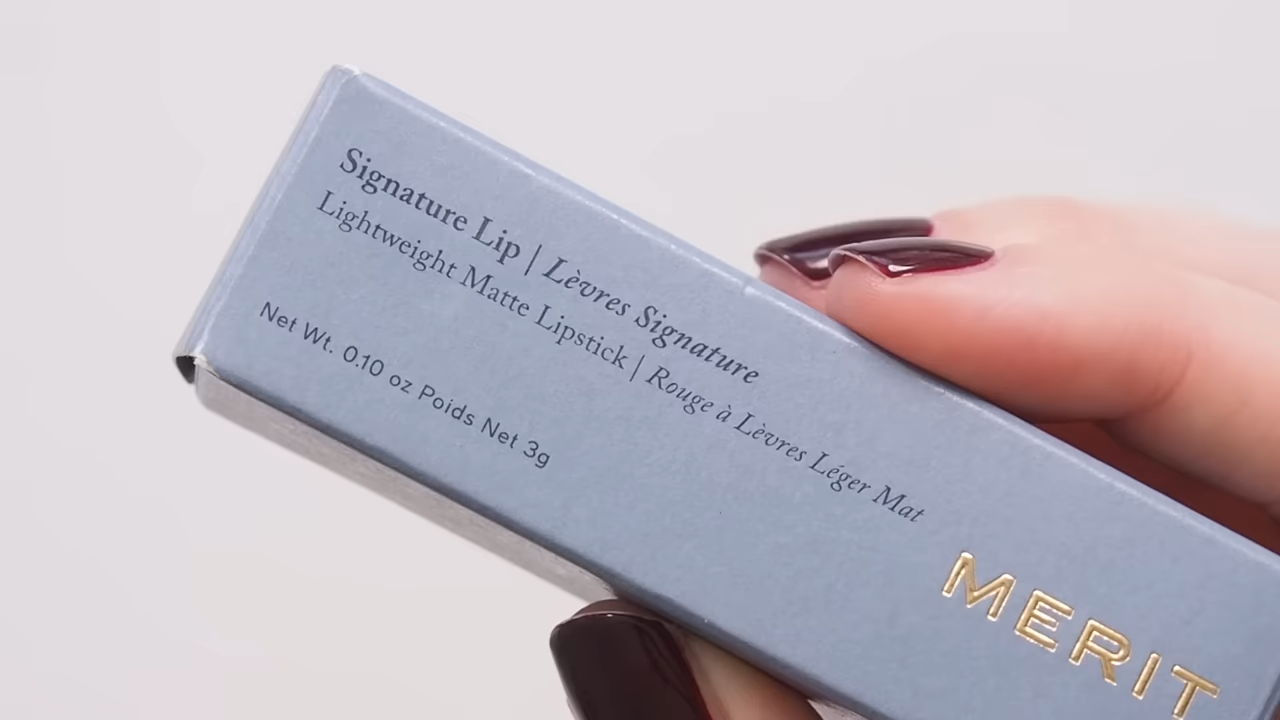 Signature Lip | Lèvres Signature
Lightweight Matte Lipstick | Rouge à Lèvres Léger Mat
Net Wt. 0.10 oz Poids Net 3g
MERIT